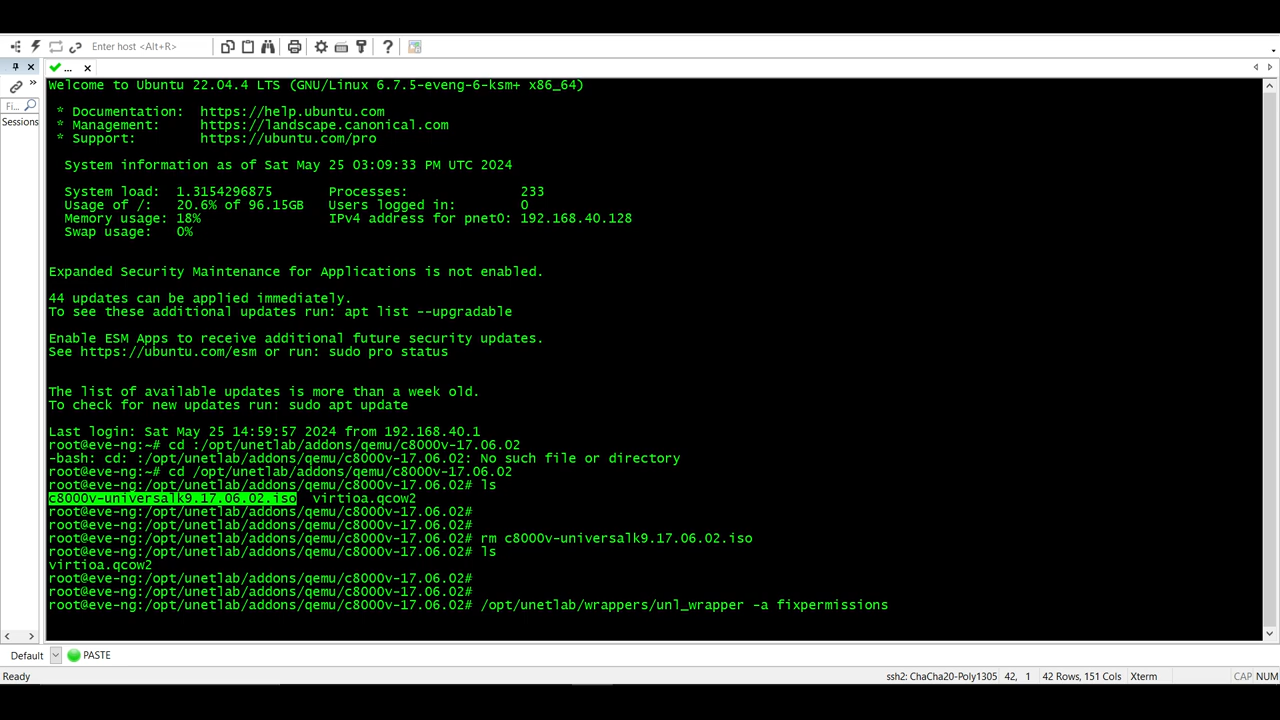 Enter host <Alt+R>
...
Fi...
Sessions
Welcome to Ubuntu 22.04.4 LTS (GNU/Linux 6.7.5-eveng-6-ksm+ x86_64)
* Documentation:  https://help.ubuntu.com
* Management:     https://landscape.canonical.com
* Support:        https://ubuntu.com/pro
System information as of Sat May 25 03:09:33 PM UTC 2024
System load:  1.3154296875       Processes:              233
Usage of /:   20.6% of 96.15GB   Users logged in:        0
Memory usage: 18%                IPv4 address for pnet0: 192.168.40.128
Swap usage:   0%
Expanded Security Maintenance for Applications is not enabled.
44 updates can be applied immediately.
To see these additional updates run: apt list --upgradable
Enable ESM Apps to receive additional future security updates.
See https://ubuntu.com/esm or run: sudo pro status
The list of available updates is more than a week old.
To check for new updates run: sudo apt update
Last login: Sat May 25 14:59:57 2024 from 192.168.40.1
root@eve-ng:~# cd :/opt/unetlab/addons/qemu/c8000v-17.06.02
-bash: cd: :/opt/unetlab/addons/qemu/c8000v-17.06.02: No such file or directory
root@eve-ng:~# cd /opt/unetlab/addons/qemu/c8000v-17.06.02
root@eve-ng:/opt/unetlab/addons/qemu/c8000v-17.06.02# ls
c8000v-universalk9.17.06.02.iso  virtioa.qcow2
root@eve-ng:/opt/unetlab/addons/qemu/c8000v-17.06.02#
root@eve-ng:/opt/unetlab/addons/qemu/c8000v-17.06.02#
root@eve-ng:/opt/unetlab/addons/qemu/c8000v-17.06.02# rm c8000v-universalk9.17.06.02.iso
root@eve-ng:/opt/unetlab/addons/qemu/c8000v-17.06.02# ls
virtioa.qcow2
root@eve-ng:/opt/unetlab/addons/qemu/c8000v-17.06.02#
root@eve-ng:/opt/unetlab/addons/qemu/c8000v-17.06.02#
root@eve-ng:/opt/unetlab/addons/qemu/c8000v-17.06.02# /opt/unetlab/wrappers/unl_wrapper -a fixpermissions
Default PASTE
Ready ssh2: ChaCha20-Poly1305 42, 1 42 Rows, 151 Cols Xterm CAP NUM